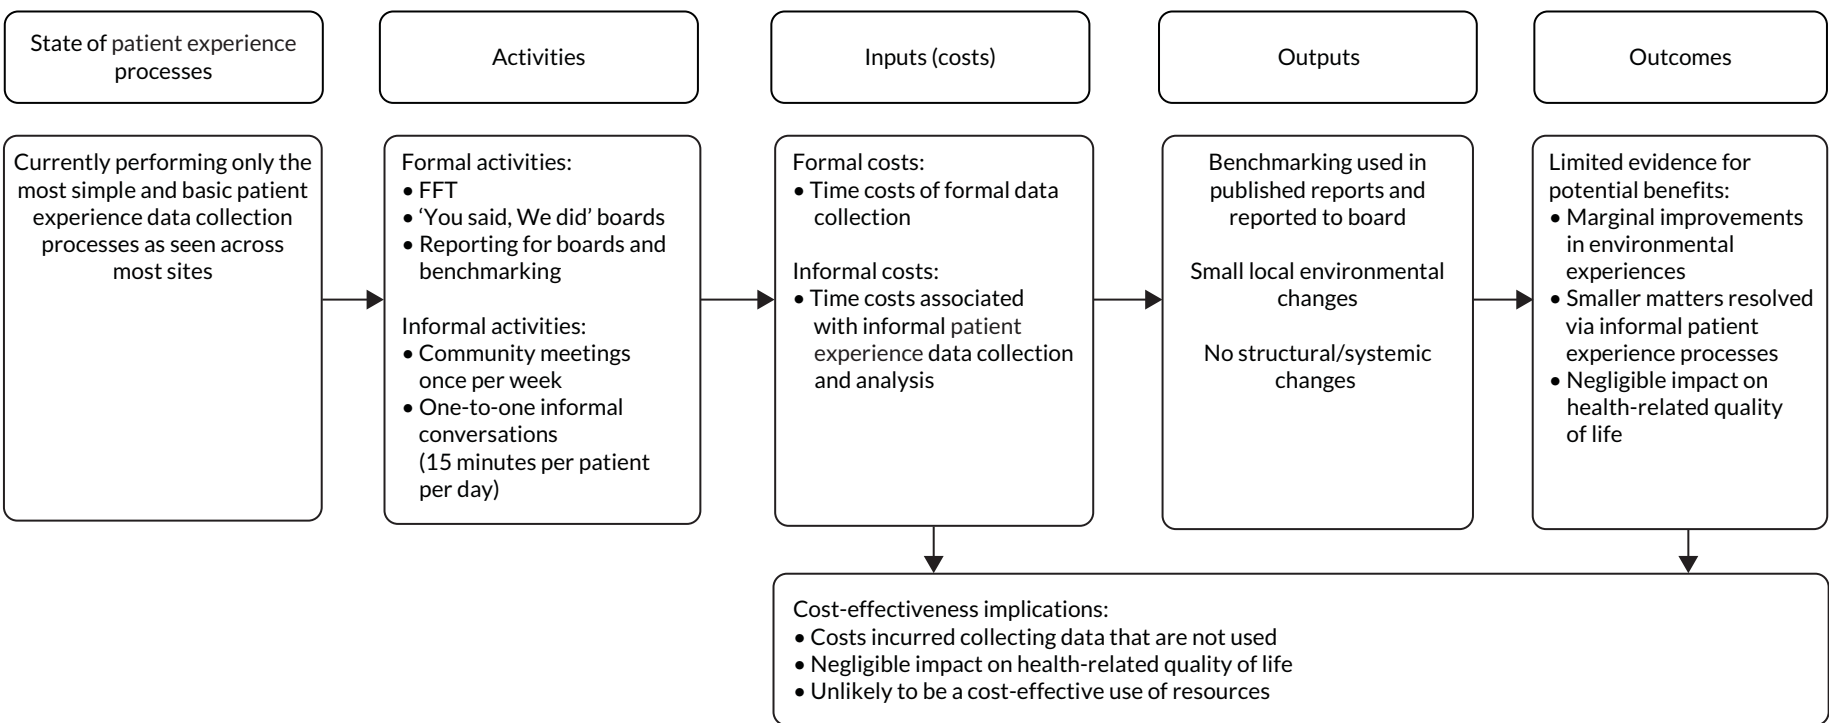 State of patient experience
processes
Activities
Inputs (costs)
Outputs
Outcomes
Currently performing only the
most simple and basic patient
experience data collection
processes as seen across
most sites
Formal activities:
• FFT
• ‘You said, We did’ boards
• Reporting for boards and
benchmarking
Informal activities:
• Community meetings
once per week
• One-to-one informal
conversations
(15 minutes per patient
per day)
Formal costs:
• Time costs of formal data
collection
Informal costs:
• Time costs associated
with informal patient
experience data collection
and analysis
Benchmarking used in
published reports and
reported to board
Small local environmental
changes
No structural/systemic
changes
Limited evidence for
potential benefits:
• Marginal improvements
in environmental
experiences
• Smaller matters resolved
via informal patient
experience processes
• Negligible impact on
health-related quality
of life
Cost-effectiveness implications:
• Costs incurred collecting data that are not used
• Negligible impact on health-related quality of life
• Unlikely to be a cost-effective use of resources